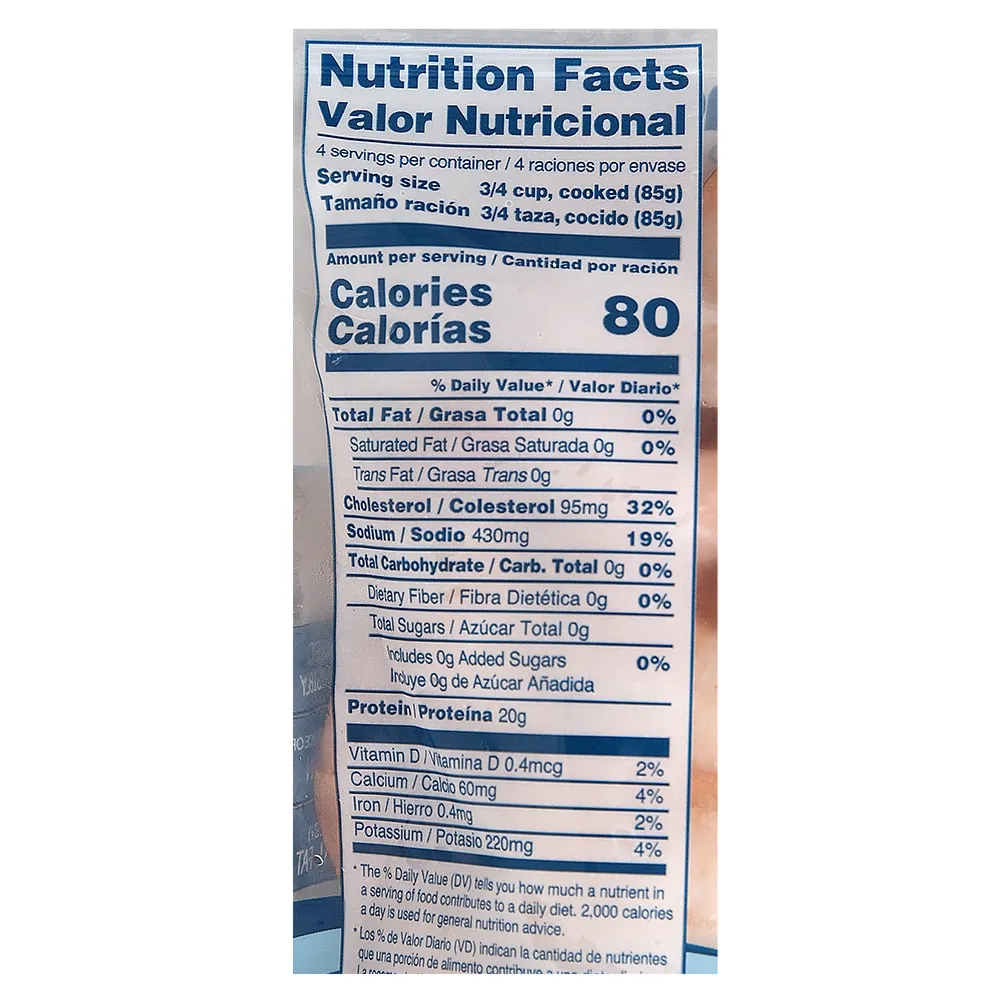 Nutrition Facts
Valor Nutricional
4 servings per container / 4 raciones por envase
Serving size 3/4 cup, cooked (85g)
Tamaño ración 3/4 taza, cocido (85g)
Amount per serving / Cantidad por ración
Calories
Calorías 80
% Daily Value* / Valor Diario*
Total Fat / Grasa Total 0g 0%
Saturated Fat / Grasa Saturada 0g 0%
Trans Fat / Grasa Trans 0g
Cholesterol / Colesterol 95mg 32%
Sodium / Sodio 430mg 19%
Total Carbohydrate / Carb. Total 0g 0%
Dietary Fiber / Fibra Dietética 0g 0%
Total Sugars / Azúcar Total 0g
Includes 0g Added Sugars 0%
Incluye 0g de Azúcar Añadida
Protein / Proteína 20g
Vitamin D / Vitamina D 0.4mcg 2%
Calcium / Calcio 60mg 4%
Iron / Hierro 0.4mg 2%
Potassium / Potasio 220mg 4%
* The % Daily Value (DV) tells you how much a nutrient in
a serving of food contributes to a daily diet. 2,000 calories
a day is used for general nutrition advice.
* Los % de Valor Diario (VD) indican la cantidad de nutrientes
que una porción de alimento contribuye a una